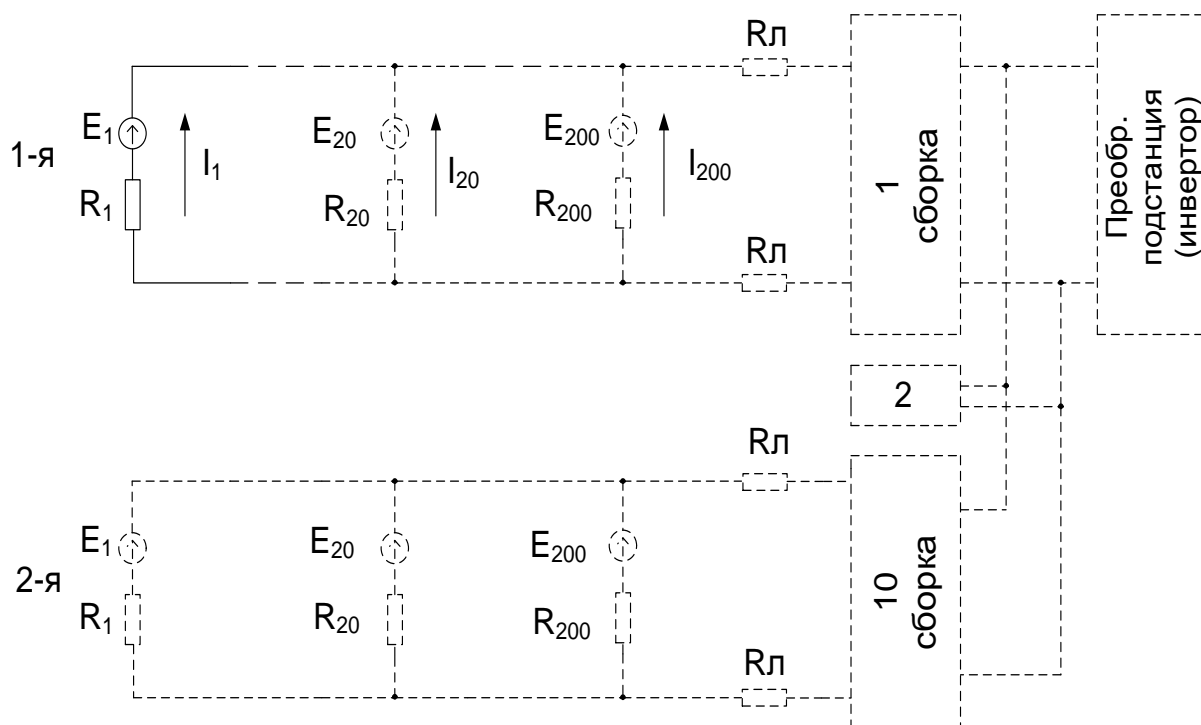 Rл
E₁
I₁
R₁
1-я
E₂₀
I₂₀
R₂₀
E₂₀₀
I₂₀₀
R₂₀₀
Rл
1
сборка
Преобр.
подстанция
(инвертор)
2
Rл
E₁
R₁
2-я
E₂₀
R₂₀
E₂₀₀
R₂₀₀
Rл
10
сборка